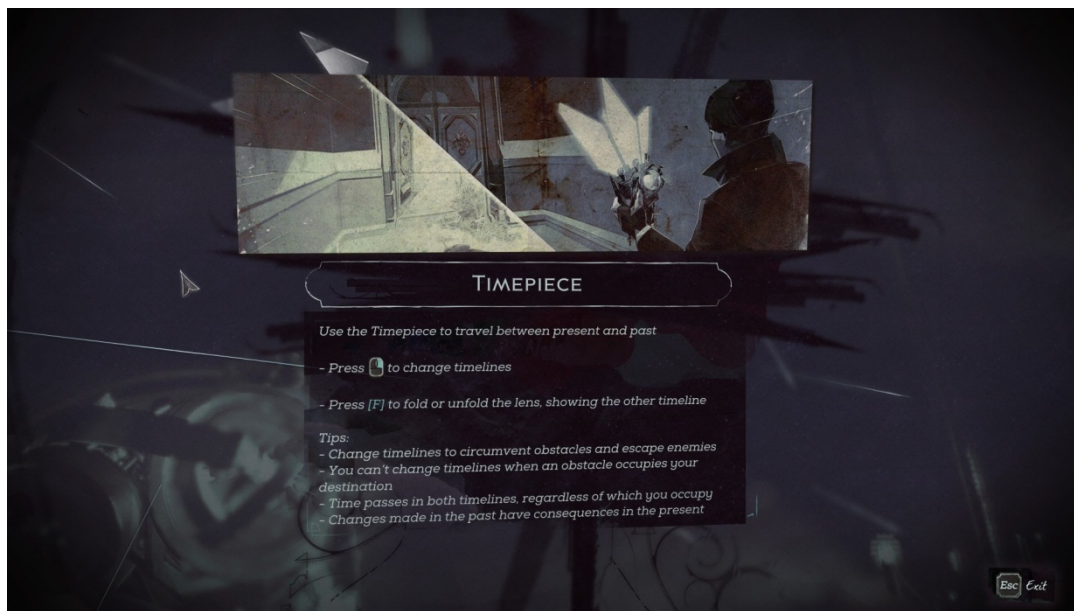 TIMEPIECE
Use the Timepiece to travel between present and past
- Press to change timelines
- Press [F] to fold or unfold the lens, showing the other timeline
Tips:
- Change timelines to circumvent obstacles and escape enemies
- You can't change timelines when an obstacle occupies your
destination
- Time passes in both timelines, regardless of which you occupy
- Changes made in the past have consequences in the present
Esc Exit